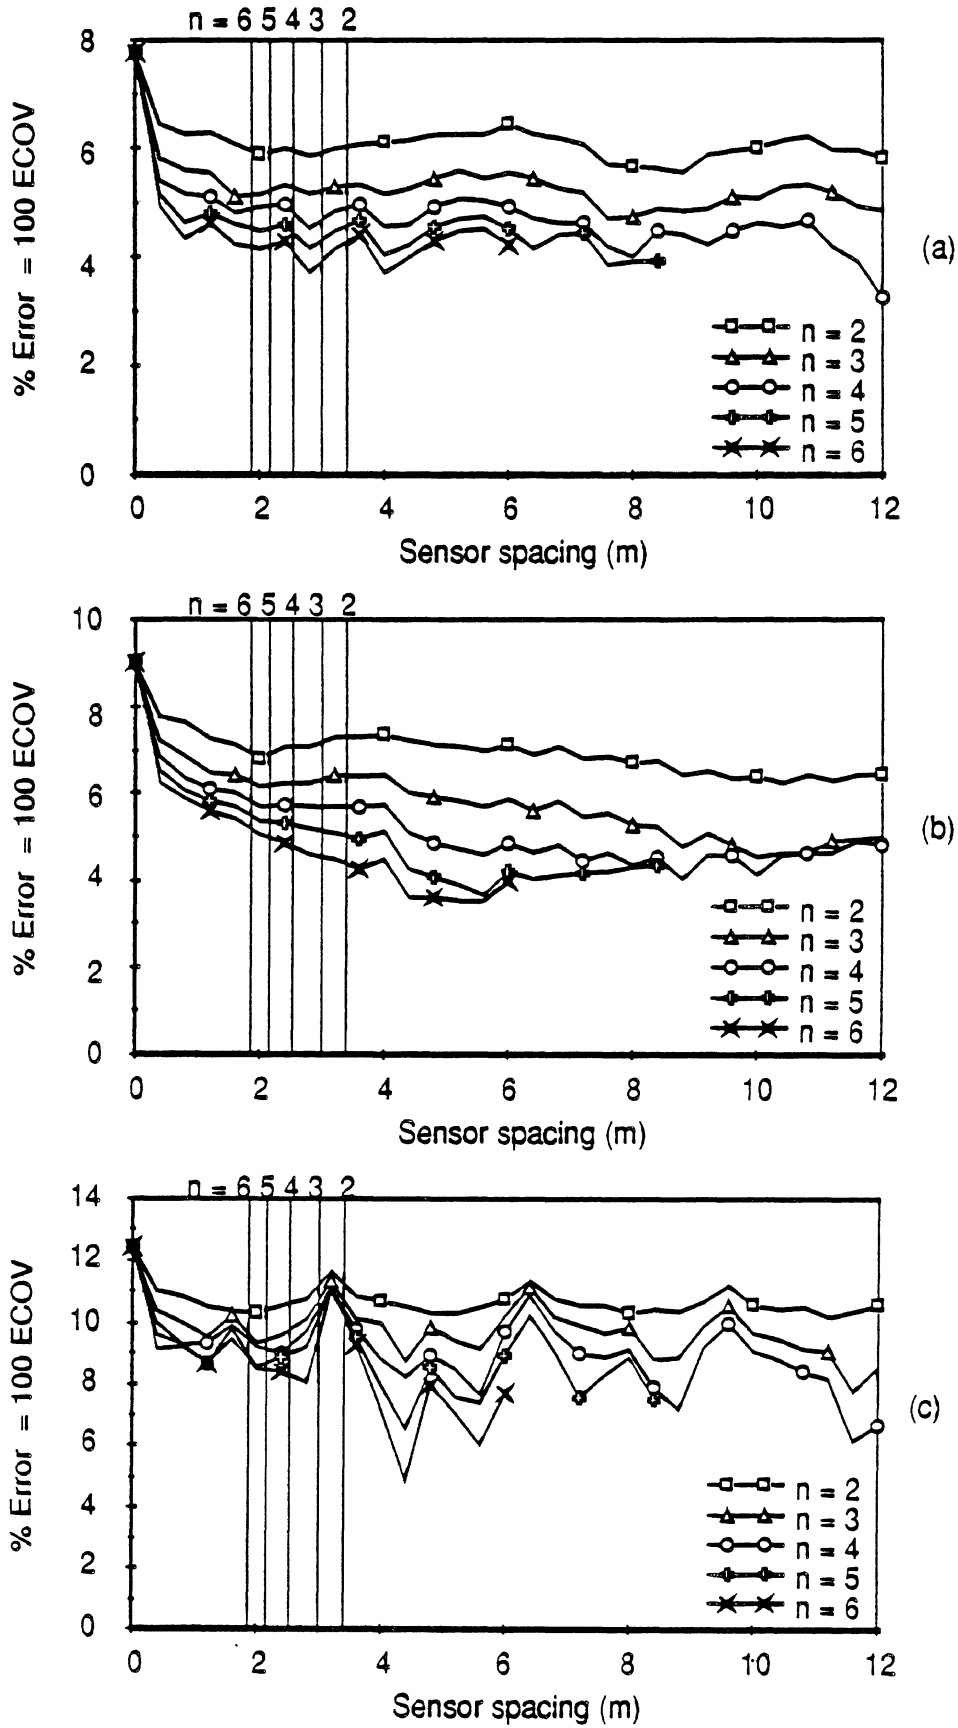 n = 6 5 4 3 2
8
6
4
2
0
% Error = 100 ECOV
0 2 4 6 8 10 12
Sensor spacing (m)
n = 2
n = 3
n = 4
n = 5
n = 6
(a)
n = 6 5 4 3 2
10
8
6
4
2
0
% Error = 100 ECOV
0 2 4 6 8 10 12
Sensor spacing (m)
n = 2
n = 3
n = 4
n = 5
n = 6
(b)
n = 6 5 4 3 2
14
12
10
8
6
4
2
0
% Error = 100 ECOV
0 2 4 6 8 10 12
Sensor spacing (m)
n = 2
n = 3
n = 4
n = 5
n = 6
(c)